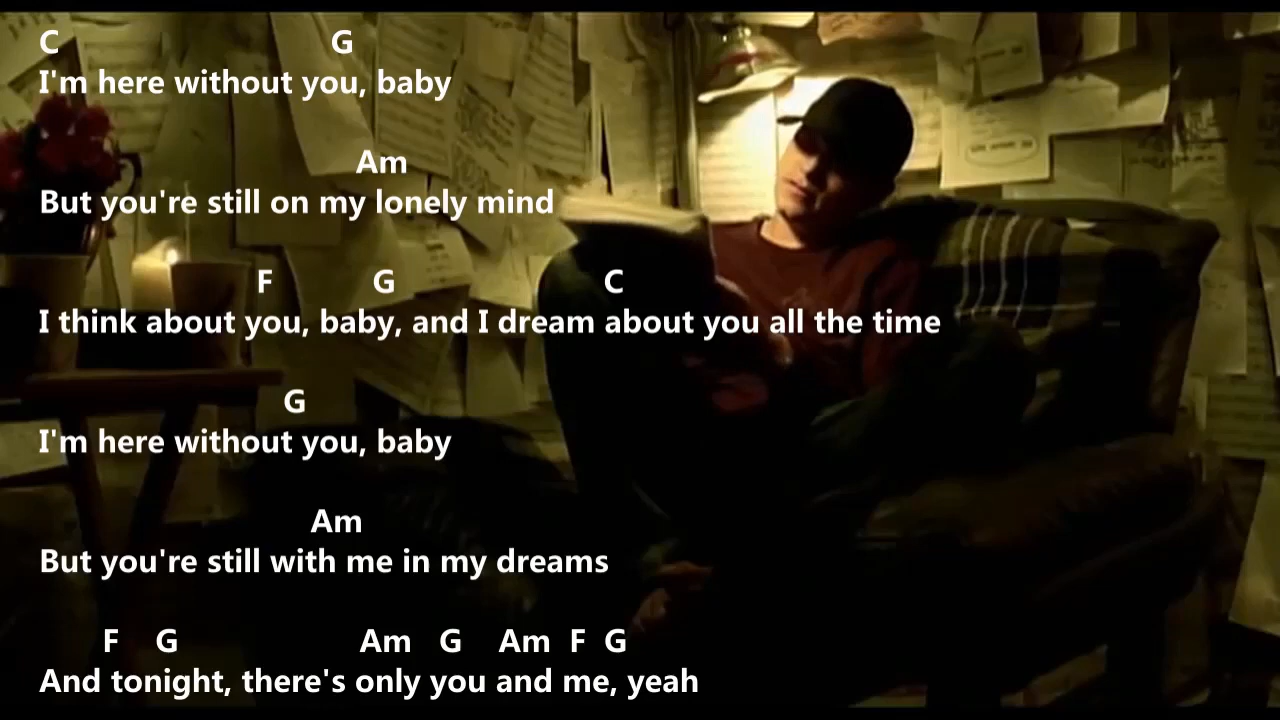 C G
I'm here without you, baby
Am
But you're still on my lonely mind
F G C
I think about you, baby, and I dream about you all the time
G
I'm here without you, baby
Am
But you're still with me in my dreams
F G Am G Am F G
And tonight, there's only you and me, yeah